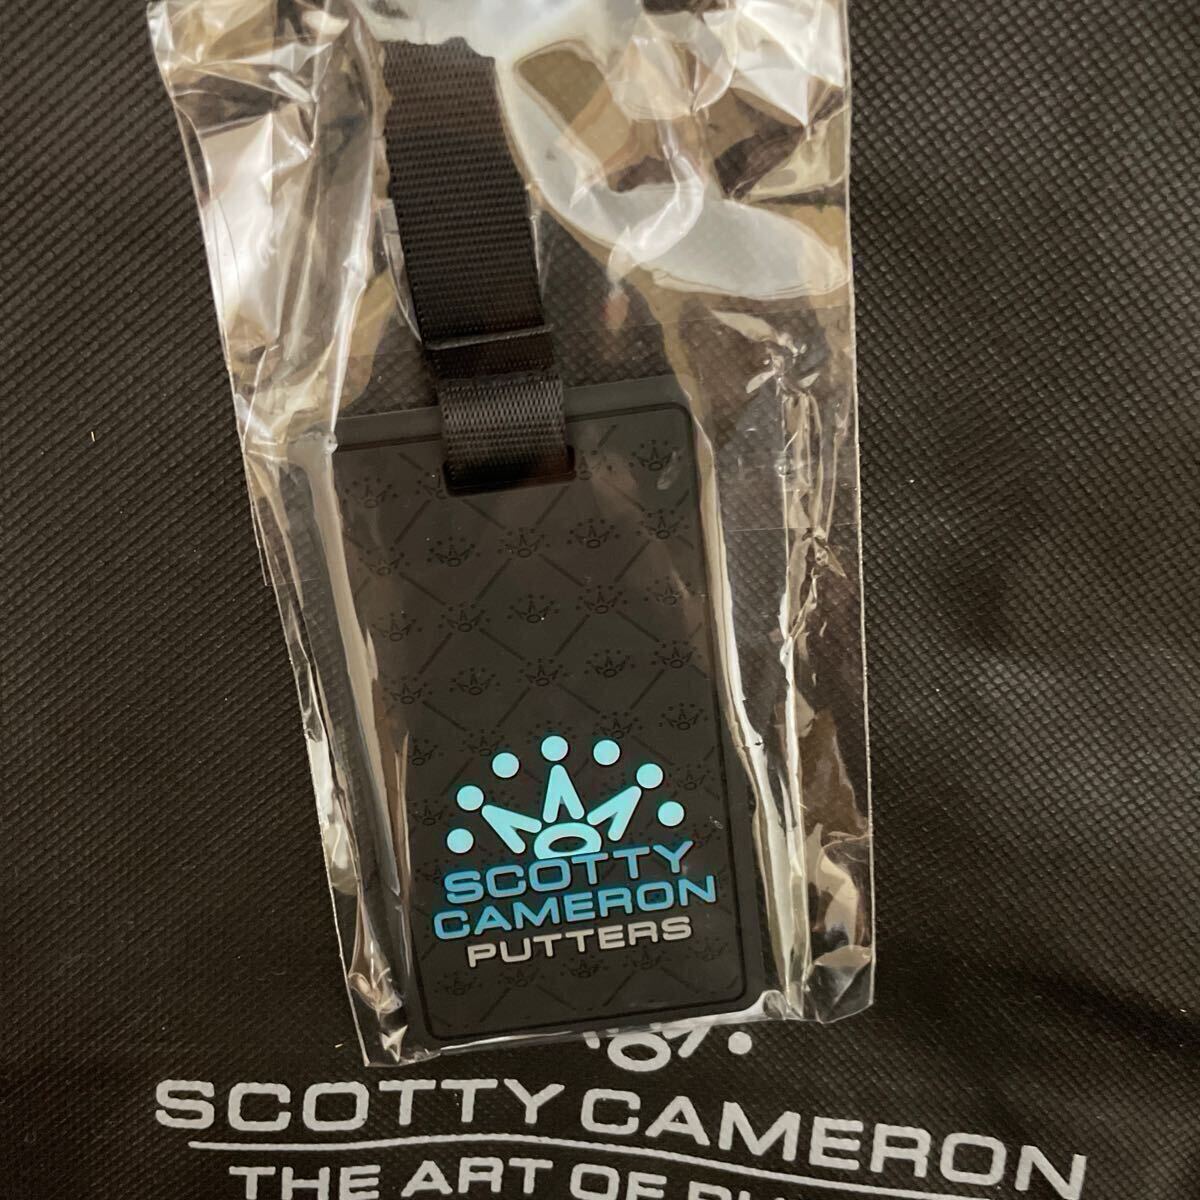 SCOTTY
CAMERON
PUTTERS
SCOTTY CAMERON
THE ART OF